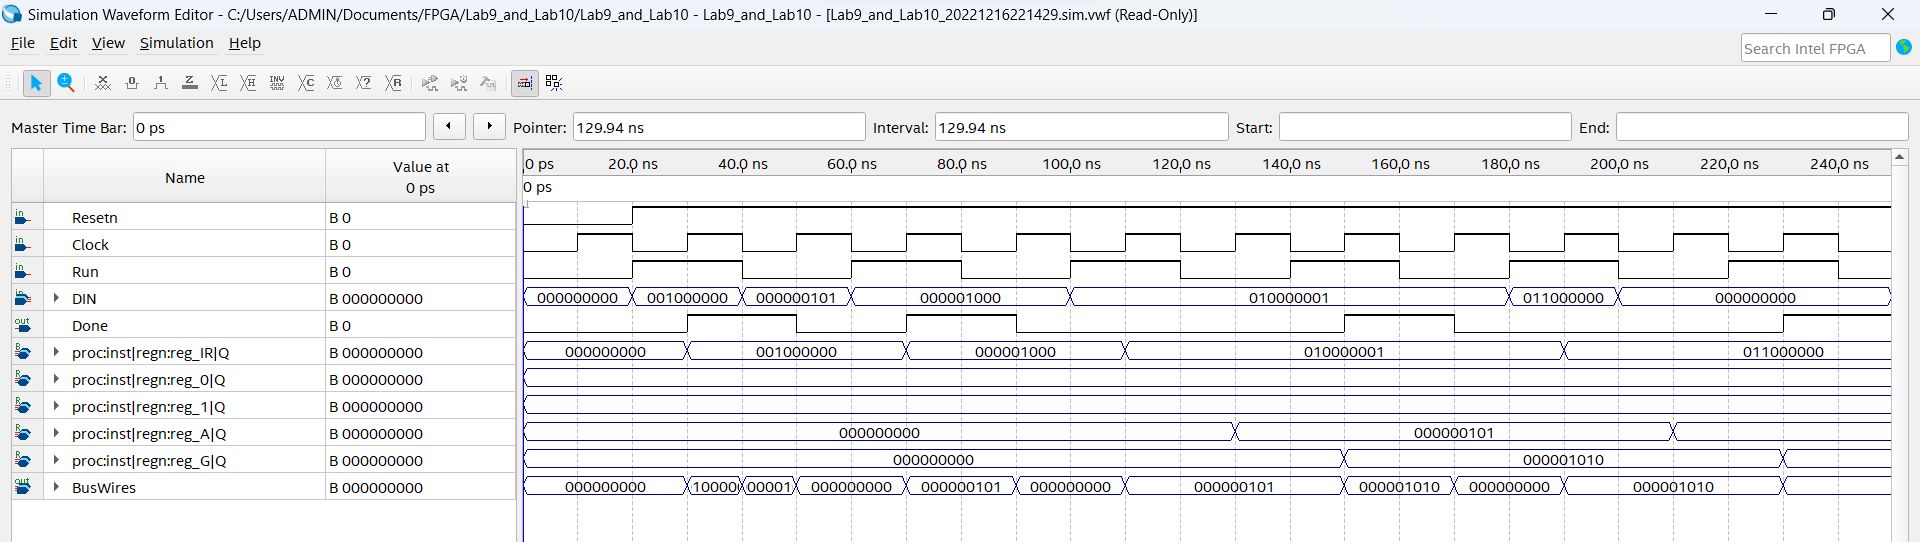 Simulation Waveform Editor - C:/Users/ADMIN/Documents/FPGA/Lab9_and_Lab10/Lab9_and_Lab10 - Lab9_and_Lab10 - [Lab9_and_Lab10_20221216221429.sim.vwf (Read-Only)]
File Edit View Simulation Help
Search Intel FPGA
Master Time Bar: 0 ps Pointer: 129.94 ns Interval: 129.94 ns Start: End:
Name Value at 0 ps
0 ps 20.0 ns 40.0 ns 60.0 ns 80.0 ns 100.0 ns 120.0 ns 140.0 ns 160.0 ns 180.0 ns 200.0 ns 220.0 ns 240.0 ns
0 ps
Resetn B 0
Clock B 0
Run B 0
DIN B 000000000 000000000 001000000 000000101 000001000 010000001 011000000 000000000
Done B 0
proc:inst|regn:reg_IR|Q B 000000000 000000000 001000000 000001000 010000001 011000000
proc:inst|regn:reg_0|Q B 000000000
proc:inst|regn:reg_1|Q B 000000000
proc:inst|regn:reg_A|Q B 000000000 000000000 000000101
proc:inst|regn:reg_G|Q B 000000000 000000000 000001010
BusWires B 000000000 000000000 10000 00001 000000000 000000101 000000000 000000101 000001010 000000000 000001010